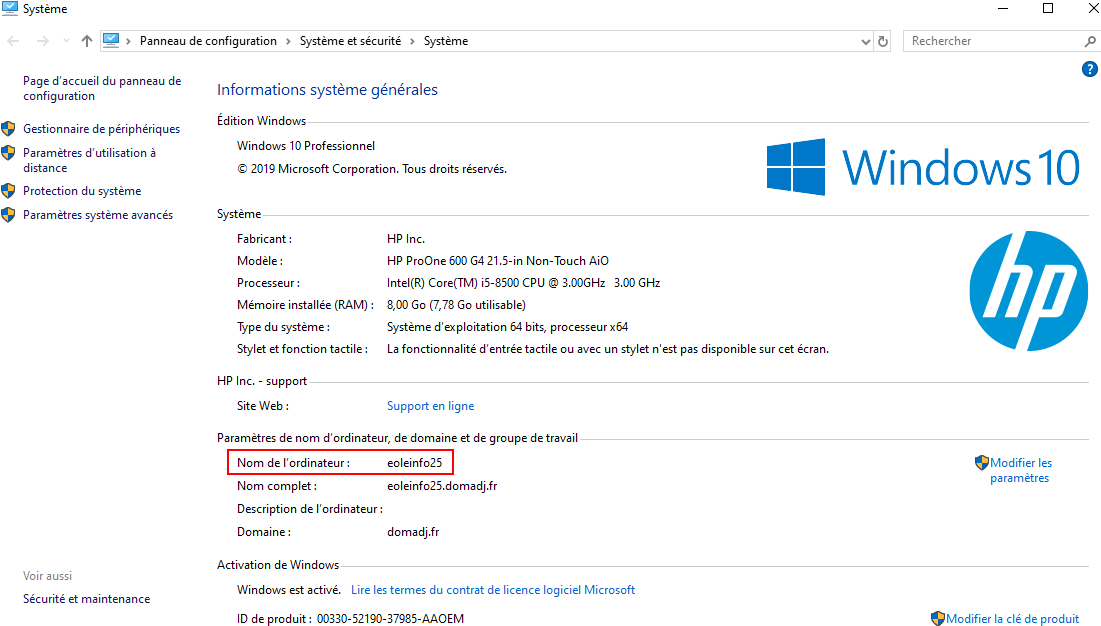 Système
Panneau de configuration > Système et sécurité > Système
Rechercher
?
Page d'accueil du panneau de
configuration
Gestionnaire de périphériques
Paramètres d'utilisation à
distance
Protection du système
Paramètres système avancés
Informations système générales
Édition Windows
Windows 10 Professionnel
© 2019 Microsoft Corporation. Tous droits réservés.
Windows 10
Système
Fabricant : HP Inc.
Modèle : HP ProOne 600 G4 21.5-in Non-Touch AiO
Processeur : Intel(R) Core(TM) i5-8500 CPU @ 3.00GHz 3.00 GHz
Mémoire installée (RAM) : 8,00 Go (7,78 Go utilisable)
Type du système : Système d'exploitation 64 bits, processeur x64
Stylet et fonction tactile : La fonctionnalité d'entrée tactile ou avec un stylet n'est pas disponible sur cet écran.
hp
HP Inc. - support
Site Web : Support en ligne
Paramètres de nom d'ordinateur, de domaine et de groupe de travail
Nom de l'ordinateur : eoleinfo25
Nom complet : eoleinfo25.domadj.fr
Description de l'ordinateur :
Domaine : domadj.fr
Modifier les
paramètres
Activation de Windows
Windows est activé. Lire les termes du contrat de licence logiciel Microsoft
ID de produit : 00330-52190-37985-AAOEM
Modifier la clé de produit
Voir aussi
Sécurité et maintenance